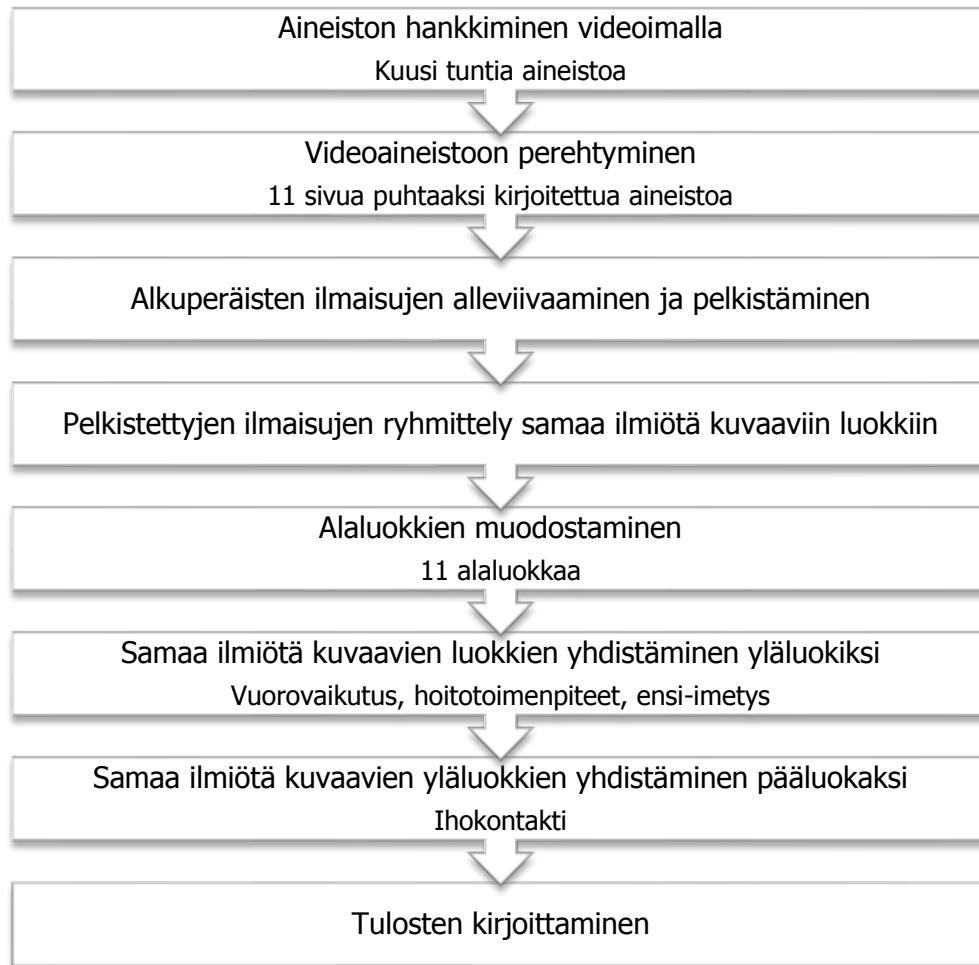 Aineiston hankkiminen videoimalla
Kuusi tuntia aineistoa
Videoaineistoon perehtyminen
11 sivua puhtaaksi kirjoitettua aineistoa
Alkuperäisten ilmaisujen alleviivaaminen ja pelkistäminen
Pelkistettyjen ilmaisujen ryhmittely samaa ilmiötä kuvaaviin luokkiin
Alaluokkien muodostaminen
11 alaluokkaa
Samaa ilmiötä kuvaavien luokkien yhdistäminen yläluokiksi
Vuorovaikutus, hoitotoimenpiteet, ensi-imetys
Samaa ilmiötä kuvaavien yläluokkien yhdistäminen pääluokaksi
Ihokontakti
Tulosten kirjoittaminen